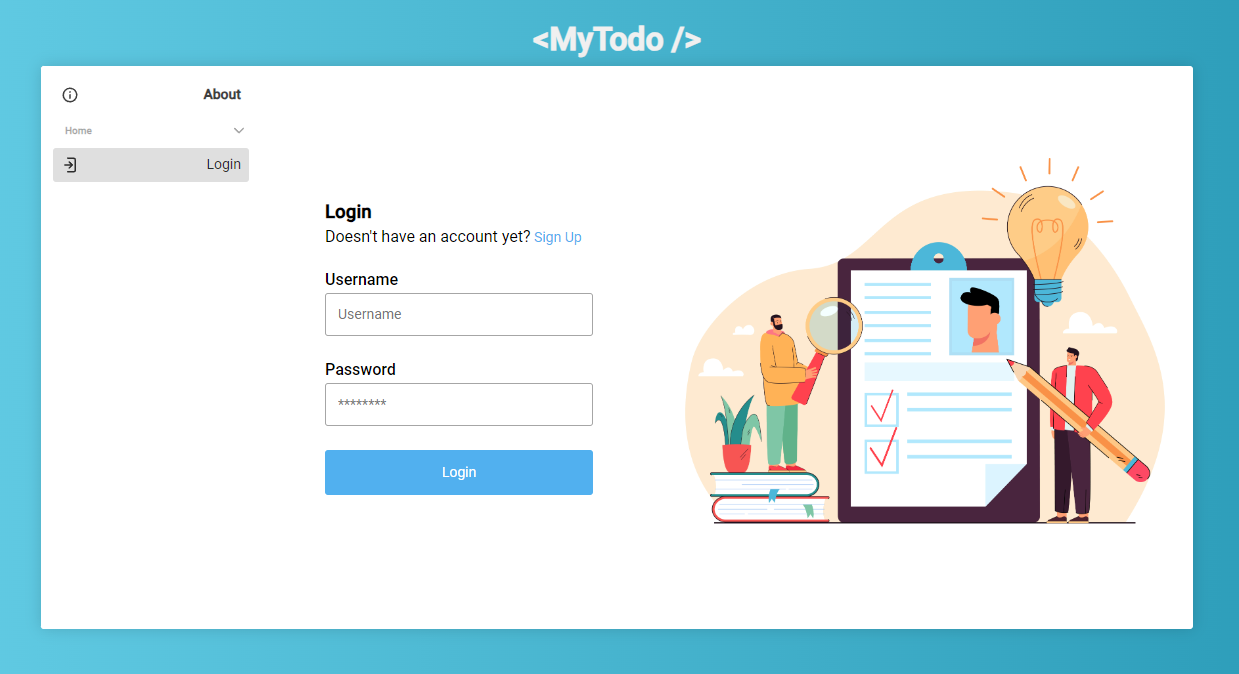 <MyTodo />
About
Home
Login
Login
Doesn't have an account yet? Sign Up
Username
Username
Password
********
Login